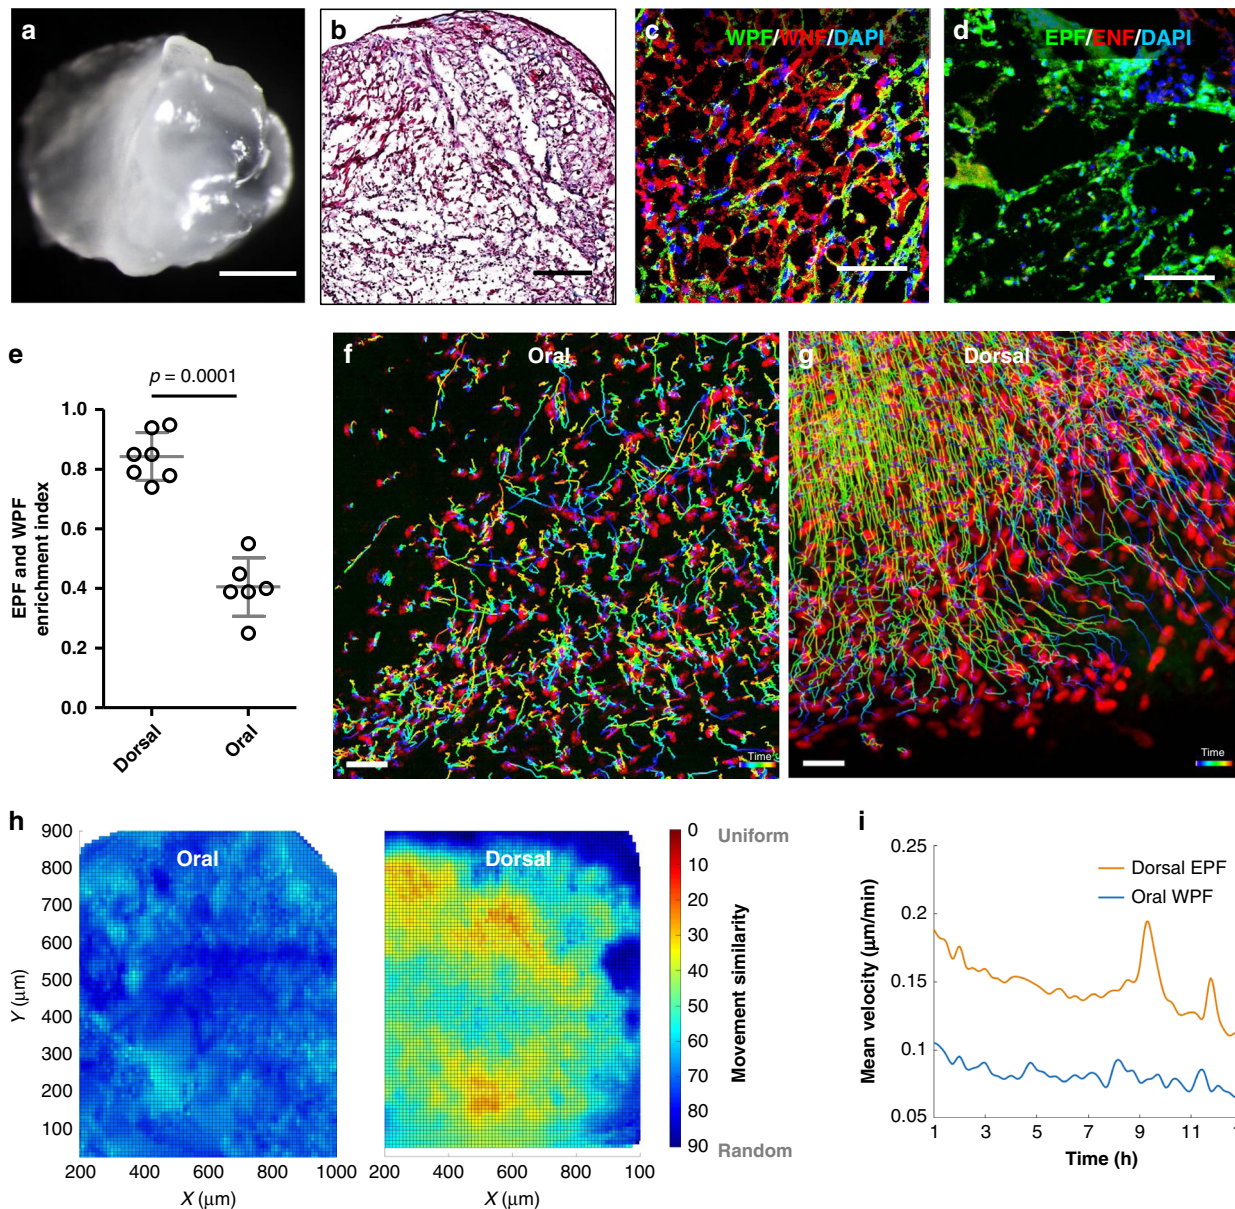 a
b
c
WPF/WNF/DAPI
d
EPF/ENF/DAPI
e
p = 0.0001
EPF and WPF
enrichment index
1.0
0.8
0.6
0.4
0.2
0.0
Dorsal
Oral
f
Oral
Time
g
Dorsal
Time
h
Y (μm)
900
800
700
600
500
400
300
200
100
Oral
200
400
600
800
1000
X (μm)
Dorsal
200
400
600
800
100
X (μm)
0
10
20
30
40
50
60
70
80
90
Uniform
Movement similarity
Random
i
Mean velocity (μm/min)
0.25
0.2
0.15
0.1
0.05
Dorsal EPF
Oral WPF
1
3
5
7
9
11
1
Time (h)